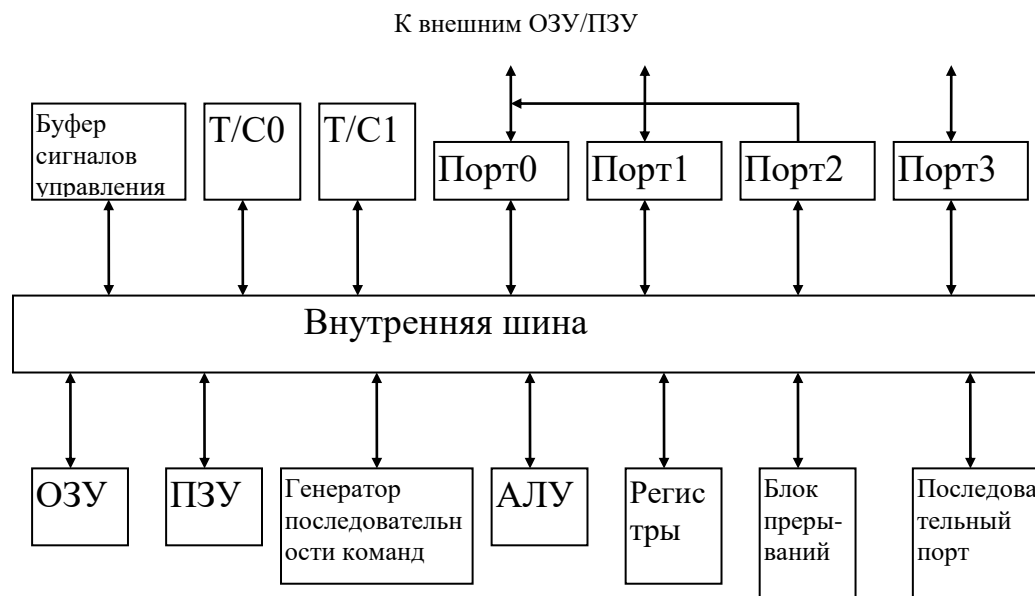 К внешним ОЗУ/ПЗУ
Буфер
сигналов
управления
Т/С0
Т/С1
Порт0
Порт1
Порт2
Порт3
Внутренняя шина
ОЗУ
ПЗУ
Генератор
последовательн
ости команд
АЛУ
Регис
тры
Блок
преры-
ваний
Последова
тельный
порт